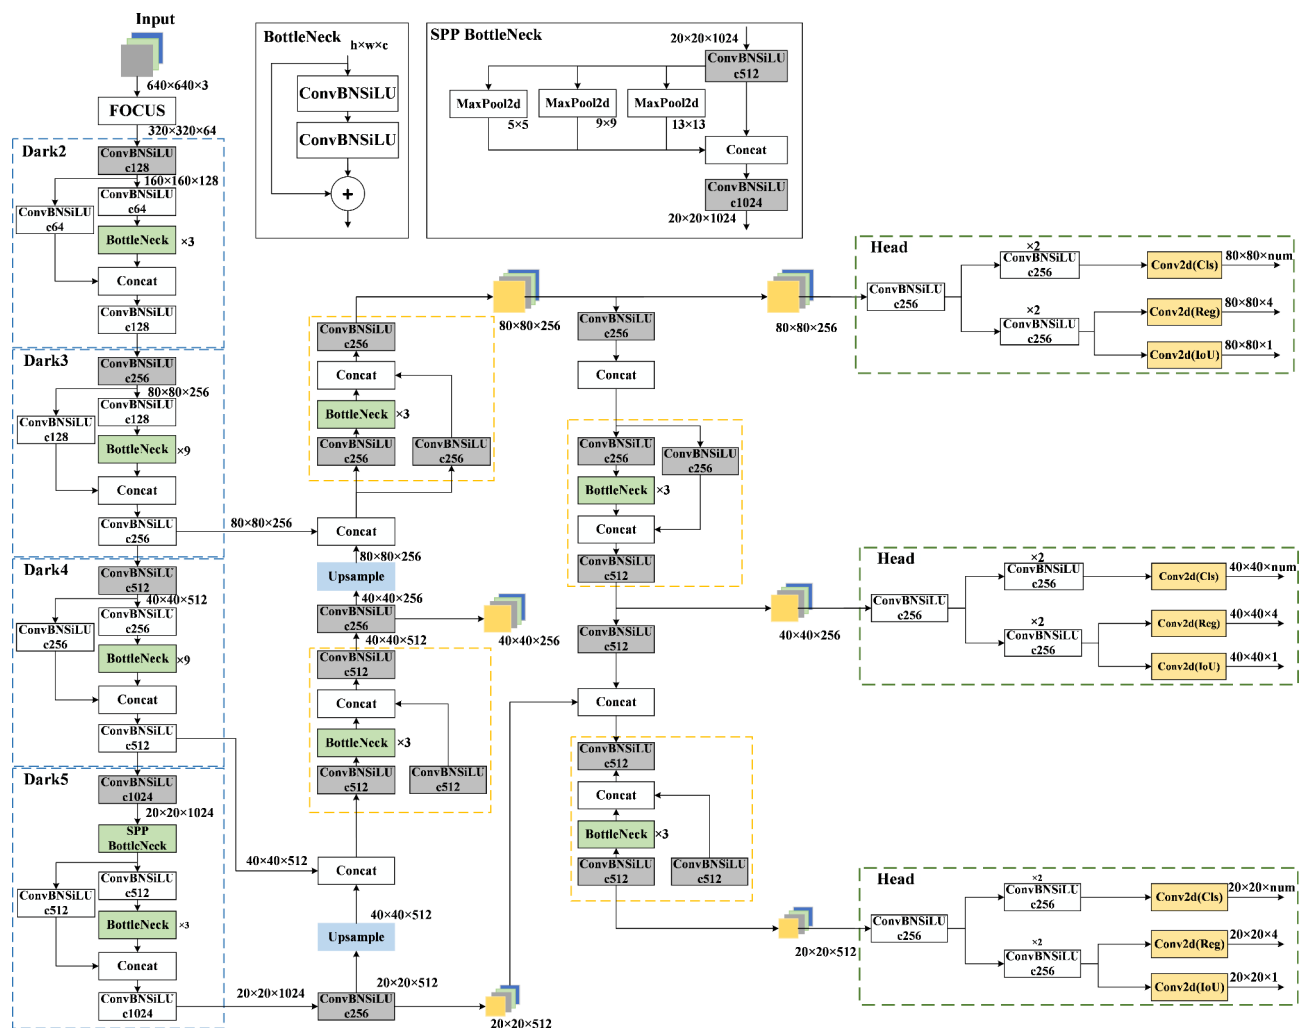 Input
640×640×3
FOCUS
320×320×64
Dark2
ConvBNSiLU
c128
160×160×128
ConvBNSiLU
c64
ConvBNSiLU
c64
BottleNeck
×3
Concat
ConvBNSiLU
c128
Dark3
ConvBNSiLU
c256
80×80×256
ConvBNSiLU
c128
ConvBNSiLU
c128
BottleNeck
×9
Concat
ConvBNSiLU
c256
80×80×256
Dark4
ConvBNSiLU
c512
40×40×512
ConvBNSiLU
c256
ConvBNSiLU
c256
BottleNeck
×9
Concat
ConvBNSiLU
c512
40×40×512
Dark5
ConvBNSiLU
c1024
20×20×1024
SPP
BottleNeck
ConvBNSiLU
c512
ConvBNSiLU
c512
BottleNeck
×3
Concat
ConvBNSiLU
c1024
20×20×1024
BottleNeck
h×w×c
ConvBNSiLU
ConvBNSiLU
+
SPP BottleNeck
20×20×1024
ConvBNSiLU
c512
MaxPool2d
5×5
MaxPool2d
9×9
MaxPool2d
13×13
Concat
ConvBNSiLU
c1024
20×20×1024
80×80×256
ConvBNSiLU
c256
Concat
BottleNeck
×3
ConvBNSiLU
c256
ConvBNSiLU
c256
Concat
80×80×256
Upsample
40×40×256
ConvBNSiLU
c256
40×40×256
40×40×512
ConvBNSiLU
c512
Concat
BottleNeck
×3
ConvBNSiLU
c512
ConvBNSiLU
c512
Concat
40×40×512
Upsample
20×20×512
ConvBNSiLU
c256
20×20×512
80×80×256
ConvBNSiLU
c256
Concat
ConvBNSiLU
c256
ConvBNSiLU
c256
BottleNeck
×3
Concat
ConvBNSiLU
c512
40×40×256
ConvBNSiLU
c512
Concat
ConvBNSiLU
c512
Concat
BottleNeck
×3
ConvBNSiLU
c512
ConvBNSiLU
c512
20×20×512
Head
ConvBNSiLU
c256
×2
ConvBNSiLU
c256
Conv2d(Cls)
80×80×num
×2
ConvBNSiLU
c256
Conv2d(Reg)
80×80×4
Conv2d(IoU)
80×80×1
Head
ConvBNSiLU
c256
×2
ConvBNSiLU
c256
Conv2d(Cls)
40×40×num
×2
ConvBNSiLU
c256
Conv2d(Reg)
40×40×4
Conv2d(IoU)
40×40×1
Head
ConvBNSiLU
c256
×2
ConvBNSiLU
c256
Conv2d(Cls)
20×20×num
×2
ConvBNSiLU
c256
Conv2d(Reg)
20×20×4
Conv2d(IoU)
20×20×1